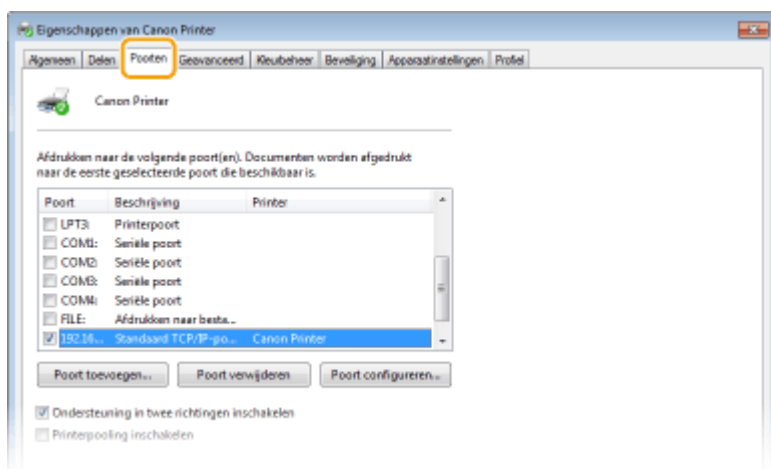 Eigenschappen van Canon Printer
Algemeen Delen Poorten Geavanceerd Kleurbeheer Beveiliging Apparaatinstellingen Profiel
Canon Printer
Afdrukken naar de volgende poort(en). Documenten worden afgedrukt
naar de eerste geselecteerde poort die beschikbaar is.
Poort Beschrijving Printer
LPT3: Printerpoort
COM1: Seriële poort
COM2: Seriële poort
COM3: Seriële poort
COM4: Seriële poort
FILE: Afdrukken naar besta...
192.16... Standaard TCP/IP-po... Canon Printer
Poort toevoegen... Poort verwijderen Poort configureren...
Ondersteuning in twee richtingen inschakelen
Printerpooling inschakelen